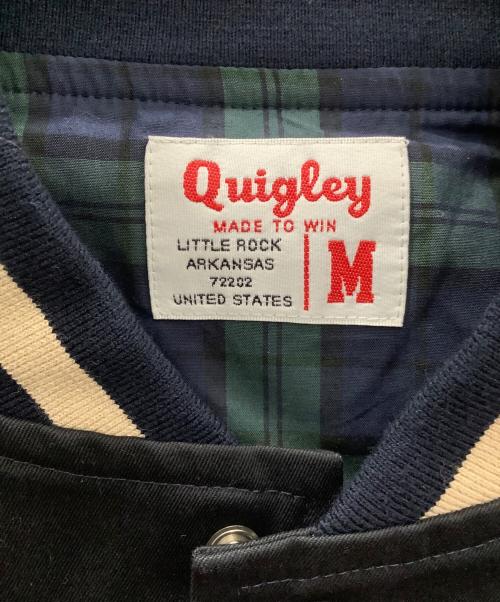 Quigley
MADE TO WIN
LITTLE ROCK
ARKANSAS
72202
UNITED STATES
M